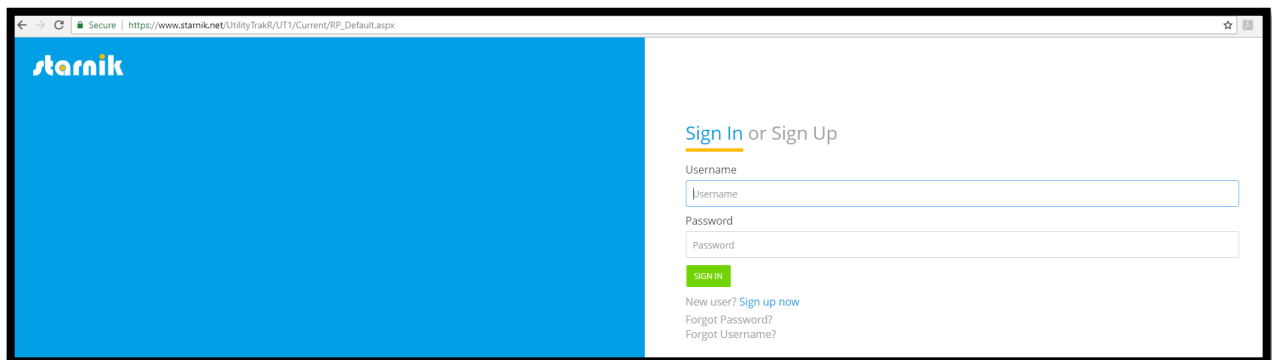 Secure | https://www.starnik.net/UtilityTrakR/UT1/Current/RP_Default.aspx
starnik
Sign In or Sign Up
Username
Username
Password
Password
SIGN IN
New user? Sign up now
Forgot Password?
Forgot Username?